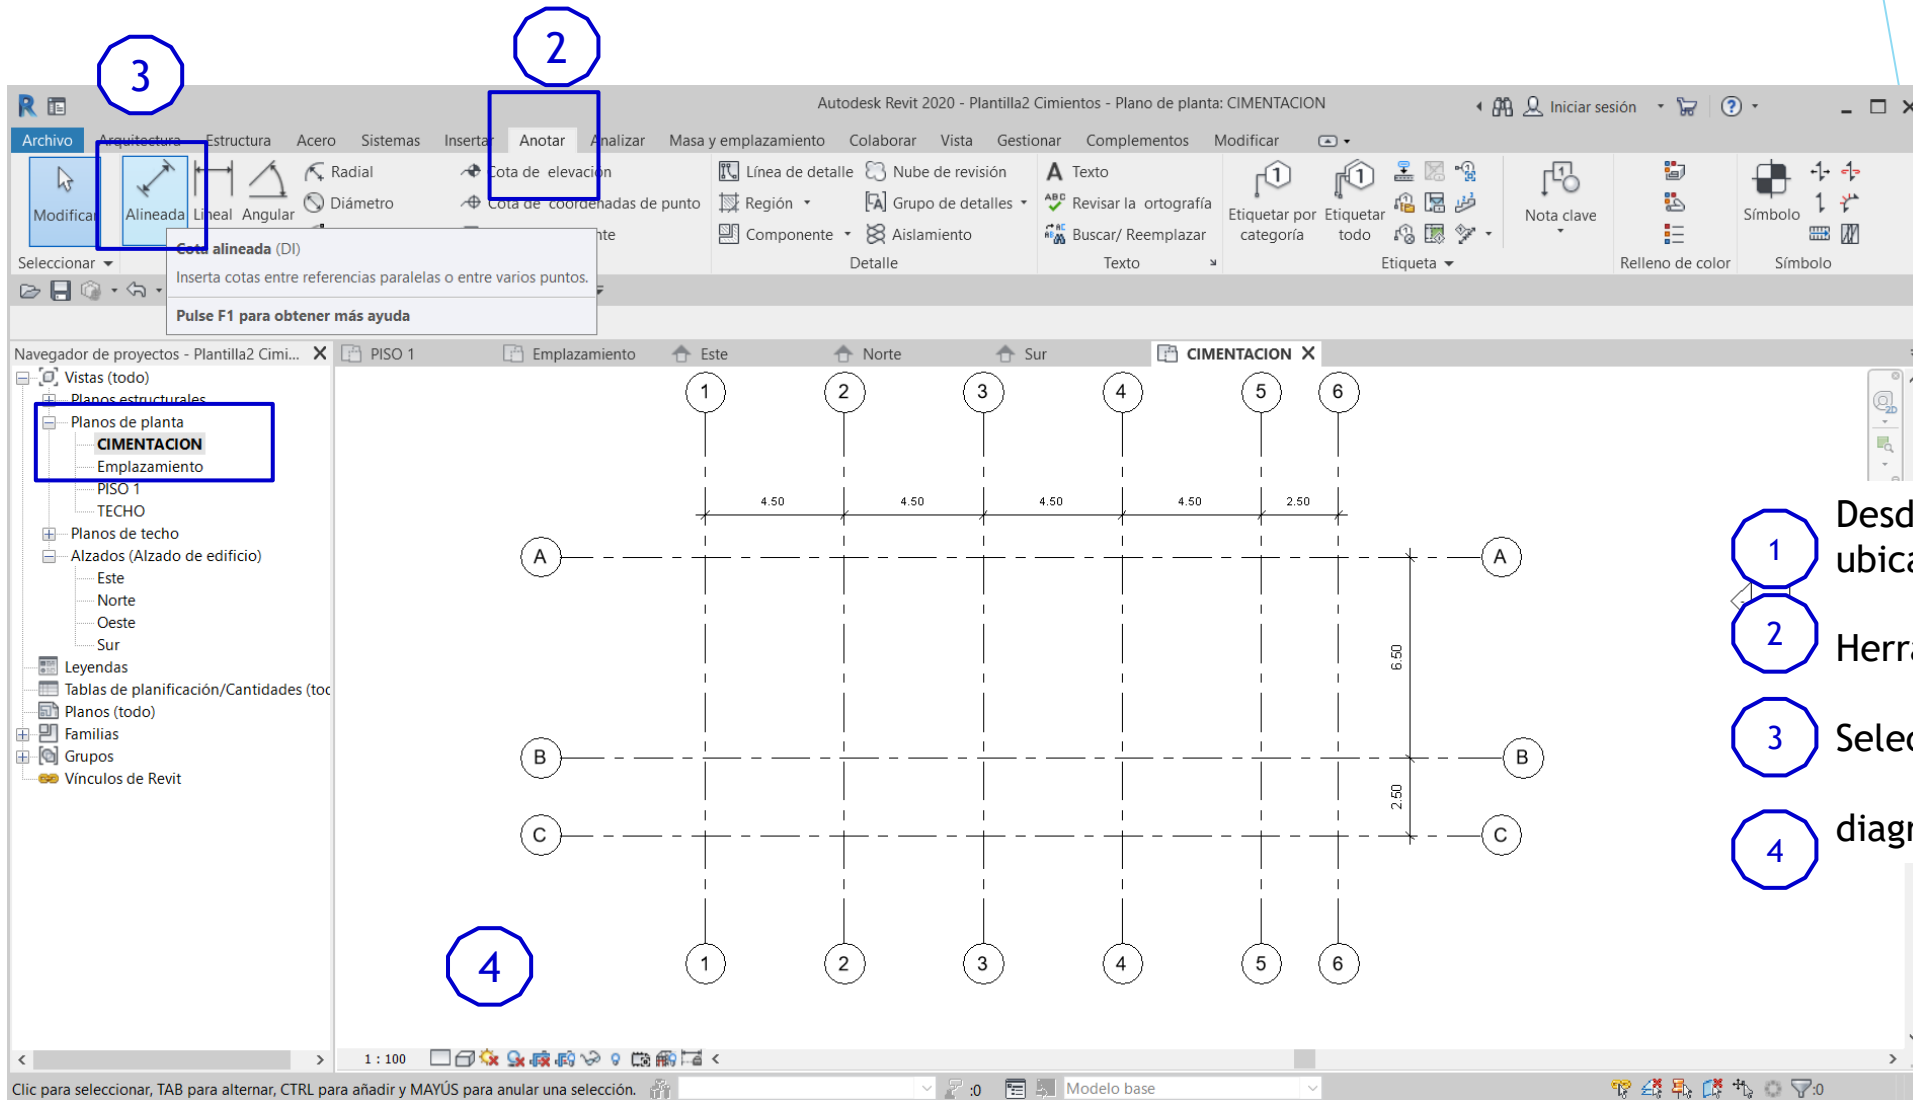 3
2
Autodesk Revit 2020 - Plantilla2 Cimientos - Plano de planta: CIMENTACION
Iniciar sesión
Archivo Arquitectura Estructura Acero Sistemas Insertar Anotar Analizar Masa y emplazamiento Colaborar Vista Gestionar Complementos Modificar
Modificar
Alineada
Lineal
Angular
Radial
Diámetro
Cota de elevación
Cota de coordenadas de punto
Línea de detalle
Región
Componente
Nube de revisión
Grupo de detalles
Aislamiento
Detalle
A Texto
Revisar la ortografía
Buscar/ Reemplazar
Texto
Etiquetar por
categoría
Etiquetar
todo
Etiqueta
Nota clave
Relleno de color
Símbolo
Símbolo
Seleccionar
Cota alineada (DI)
Inserta cotas entre referencias paralelas o entre varios puntos.
Pulse F1 para obtener más ayuda
Navegador de proyectos - Plantilla2 Cimi...
PISO 1
Emplazamiento
Este
Norte
Sur
CIMENTACION
Vistas (todo)
Planos estructurales
Planos de planta
CIMENTACION
Emplazamiento
PISO 1
TECHO
Planos de techo
Alzados (Alzado de edificio)
Este
Norte
Oeste
Sur
Leyendas
Tablas de planificación/Cantidades (toc
Planos (todo)
Familias
Grupos
Vínculos de Revit
1 2 3 4 5 6
4.50 4.50 4.50 4.50 2.50
A A
6.50
B B
2.50
C C
1 2 3 4 5 6
4
1
Desd
ubica
2
Herra
3
Selec
4
diagr
1 : 100
Clic para seleccionar, TAB para alternar, CTRL para añadir y MAYÚS para anular una selección.
:0
Modelo base
:0